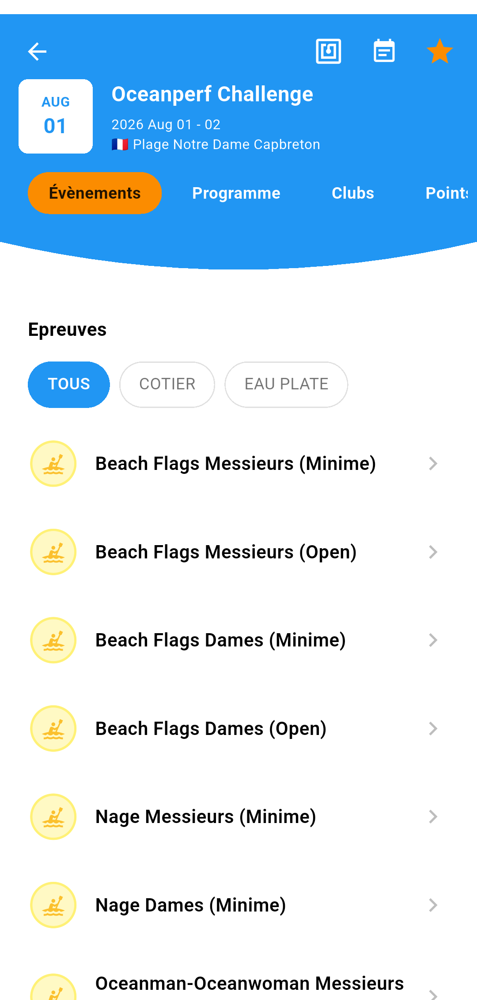 AUG
01
Oceanperf Challenge
2026 Aug 01 - 02
🇫🇷 Plage Notre Dame Capbreton
Évènements
Programme
Clubs
Points
Epreuves
TOUS
COTIER
EAU PLATE
Beach Flags Messieurs (Minime)
Beach Flags Messieurs (Open)
Beach Flags Dames (Minime)
Beach Flags Dames (Open)
Nage Messieurs (Minime)
Nage Dames (Minime)
Oceanman-Oceanwoman Messieurs